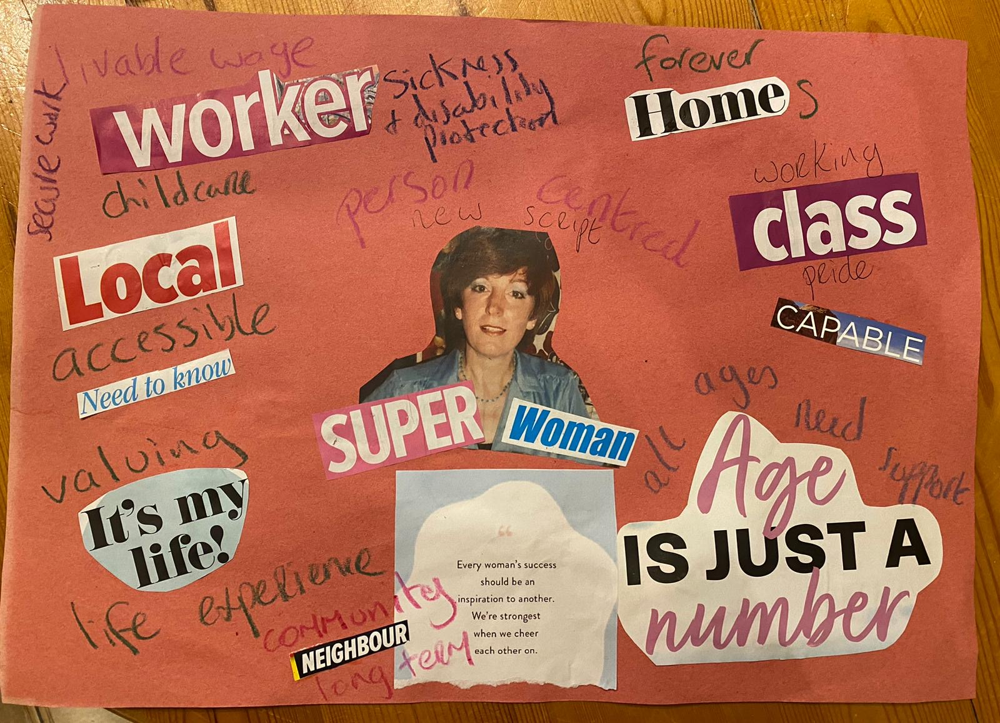 livable wage
secure work
worker
Sickness
+ disability
protection
childcare
forever
Homes
working
class
pride
CAPABLE
person centred
new script
Local
accessible
Need to know
SUPER Woman
valuing
It's my
life!
life experience
all ages need support
Age
IS JUST A
number
community
NEIGHBOUR
long term
“
Every woman's success
should be an
inspiration to another.
We're strongest
when we cheer
each other on.